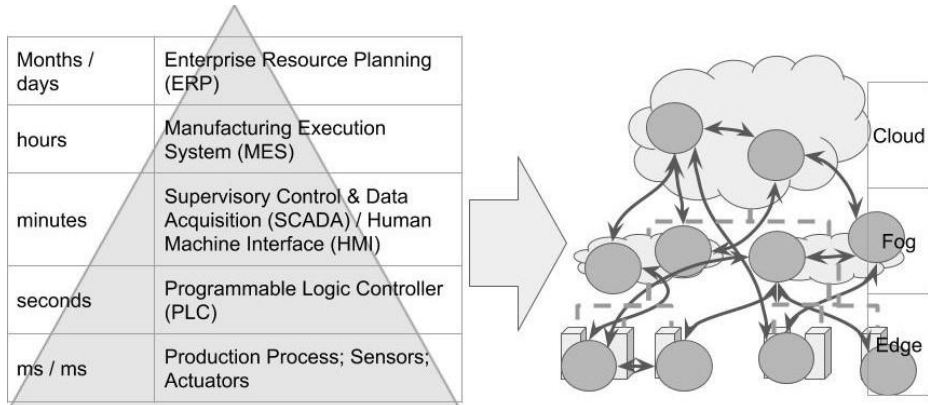 Months /
days
Enterprise Resource Planning
(ERP)
hours
Manufacturing Execution
System (MES)
minutes
Supervisory Control & Data
Acquisition (SCADA) / Human
Machine Interface (HMI)
seconds
Programmable Logic Controller
(PLC)
ms / ms
Production Process; Sensors;
Actuators
Cloud
Fog
Edge